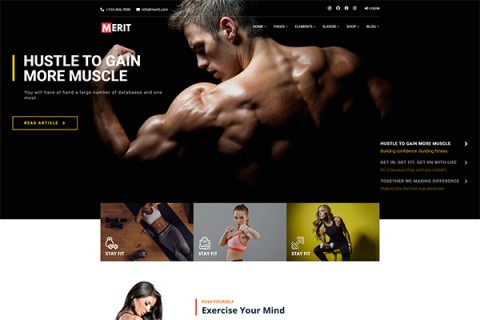 +123-456-7890 info@merit.com LOGIN
MERIT
HOME PAGES ELEMENTS SLIDERS SHOP BLOG
HUSTLE TO GAIN
MORE MUSCLE
You will have at hand a large number of databases and one
most.
READ ARTICLE
HUSTLE TO GAIN MORE MUSCLE
Building confidence. Building fitness.
GET IN. GET FIT. GET ON WITH LIFE
TOGETHER WE MAKING DIFFERENCE
STAY FIT
STAY FIT
STAY FIT
PUSH YOURSELF
Exercise Your Mind